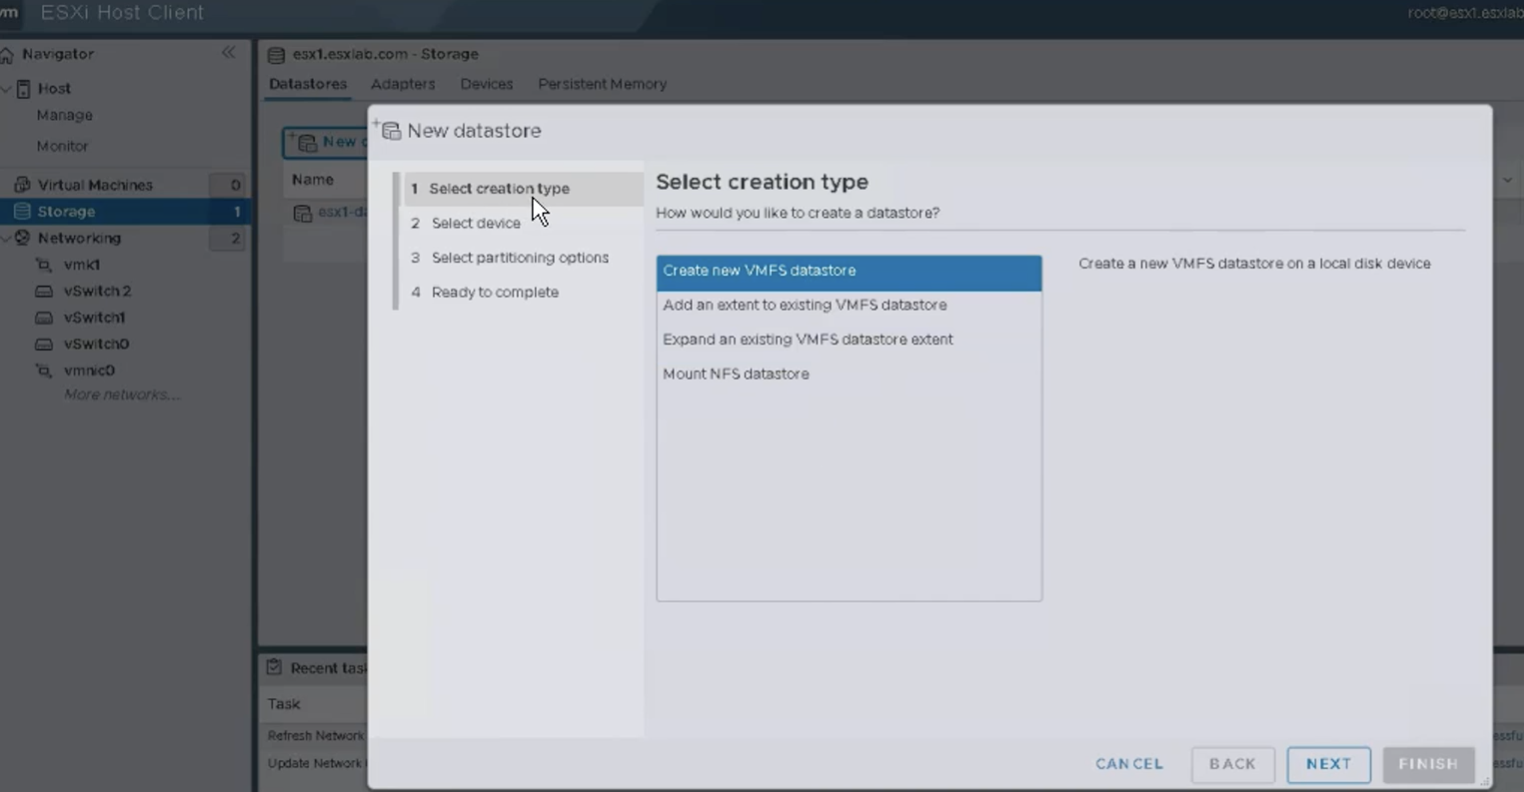 vm ESXi Host Client
root@esx1.esxlab
Navigator
Host
Manage
Monitor
Virtual Machines 0
Storage 1
Networking 2
vmk1
vSwitch 2
vSwitch1
vSwitch0
vmnic0
More networks...
esx1.esxlab.com - Storage
Datastores Adapters Devices Persistent Memory
New
Name
esx1-da
New datastore
1 Select creation type
2 Select device
3 Select partitioning options
4 Ready to complete
Select creation type
How would you like to create a datastore?
Create new VMFS datastore
Add an extent to existing VMFS datastore
Expand an existing VMFS datastore extent
Mount NFS datastore
Create a new VMFS datastore on a local disk device
CANCEL BACK NEXT FINISH
Recent tas
Task
Refresh Network
Update Network